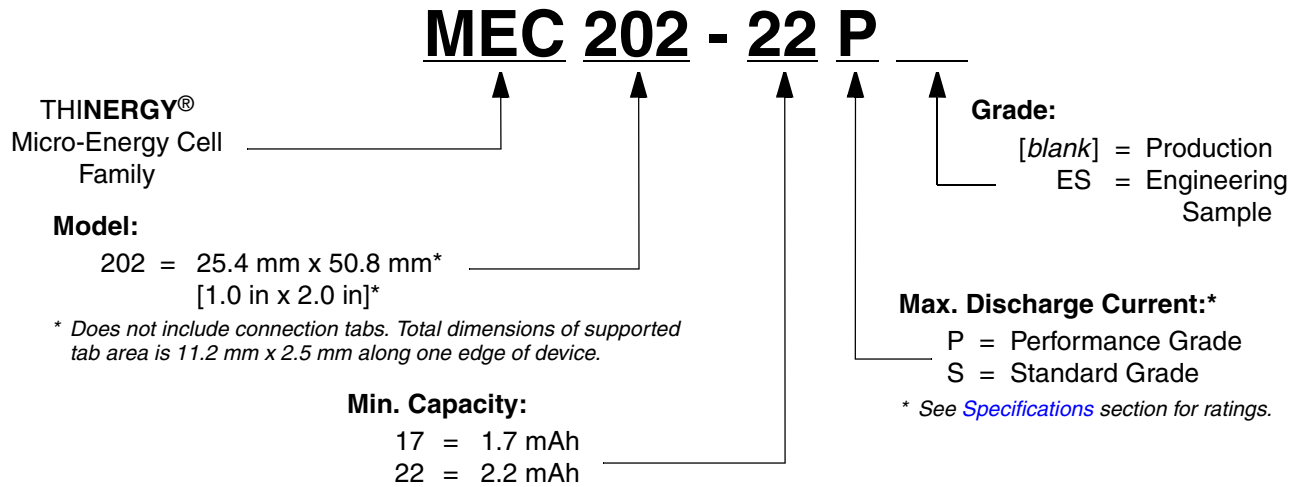 MEC 202 - 22 P
THINERGY®
Micro-Energy Cell
Family
Grade:
[blank] = Production
ES = Engineering
Sample
Model:
202 = 25.4 mm x 50.8 mm*
[1.0 in x 2.0 in]*
* Does not include connection tabs. Total dimensions of supported
tab area is 11.2 mm x 2.5 mm along one edge of device.
Max. Discharge Current:*
P = Performance Grade
S = Standard Grade
* See Specifications section for ratings.
Min. Capacity:
17 = 1.7 mAh
22 = 2.2 mAh